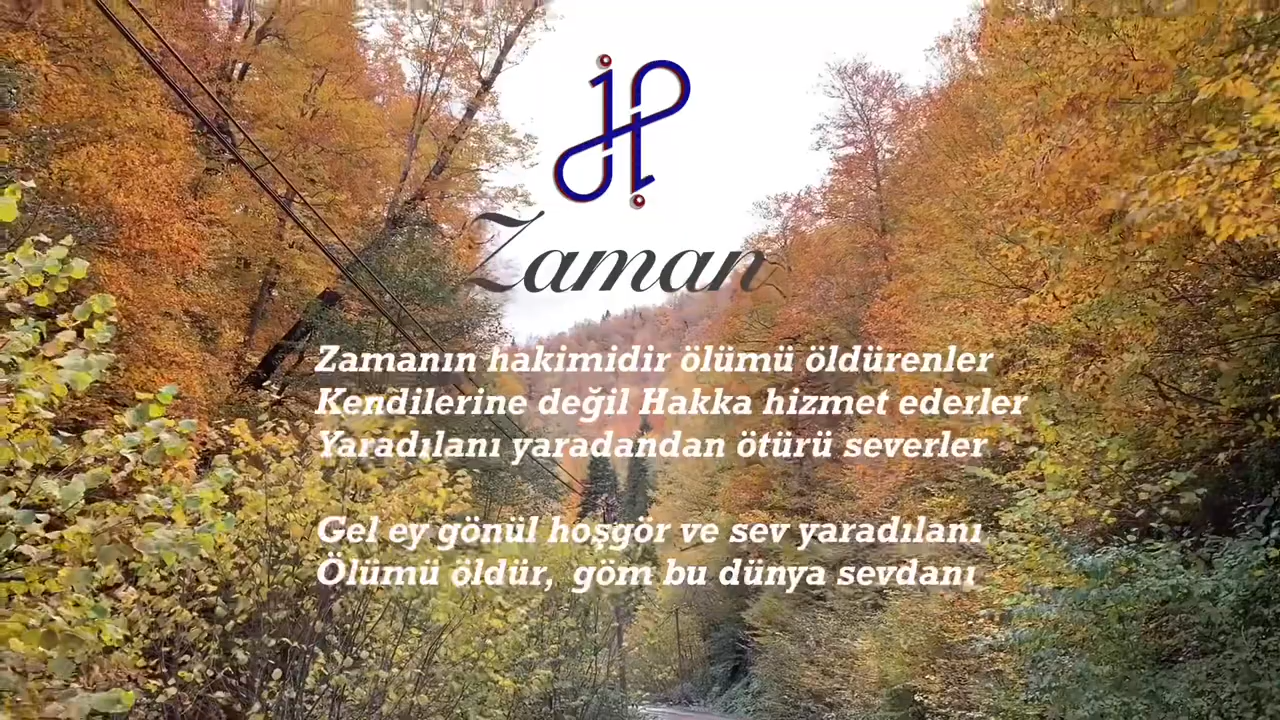 Zaman
Zamanın hakimidir ölümü öldürenler
Kendilerine değil Hakka hizmet ederler
Yaradılanı yaradandan ötürü severler
Gel ey gönül hoşgör ve sev yaradılanı
Ölümü öldür, göm bu dünya sevdanı